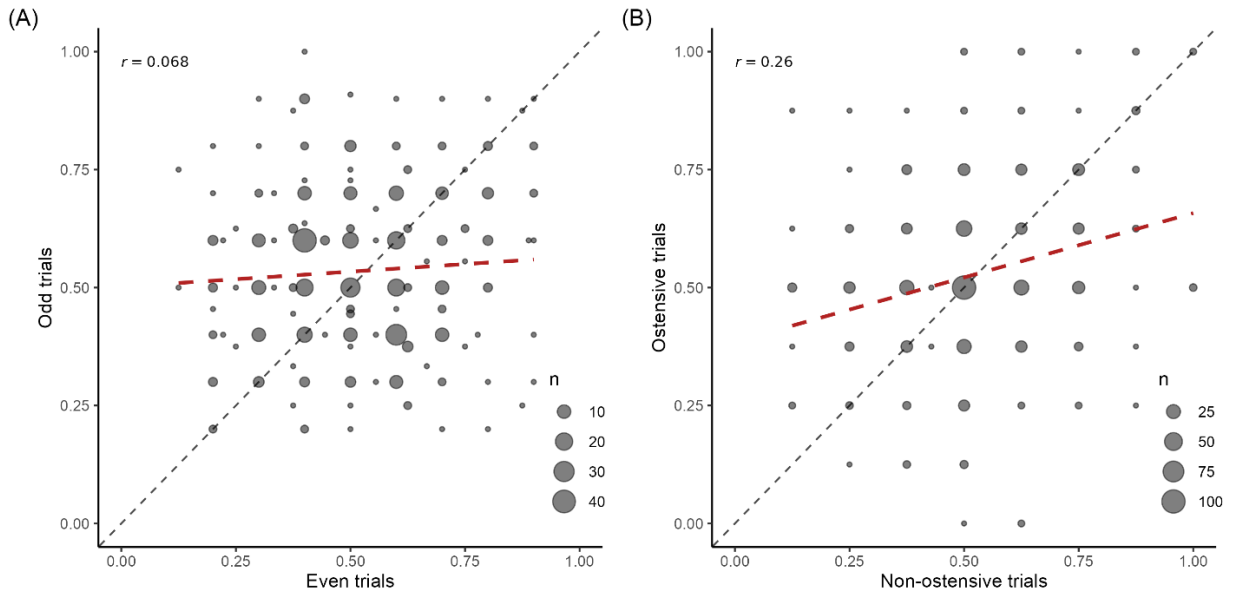 (A)
r = 0.068
1.00
0.75
0.50
0.25
0.00
Odd trials
0.00 0.25 0.50 0.75 1.00
Even trials
n
10
20
30
40
(B)
r = 0.26
1.00
0.75
0.50
0.25
0.00
Ostensive trials
0.00 0.25 0.50 0.75 1.00
Non-ostensive trials
n
25
50
75
100